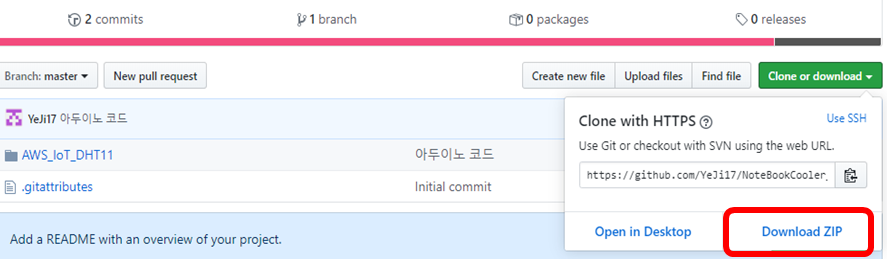 2 commits 1 branch 0 packages 0 releases
Branch: master New pull request Create new file Upload files Find file Clone or download
YeJi17 아두이노 코드
Clone with HTTPS Use SSH
Use Git or checkout with SVN using the web URL.
AWS_IoT_DHT11 아두이노 코드
https://github.com/YeJi17/NoteBookCooler_
.gitattributes Initial commit
Open in Desktop Download ZIP
Add a README with an overview of your project.